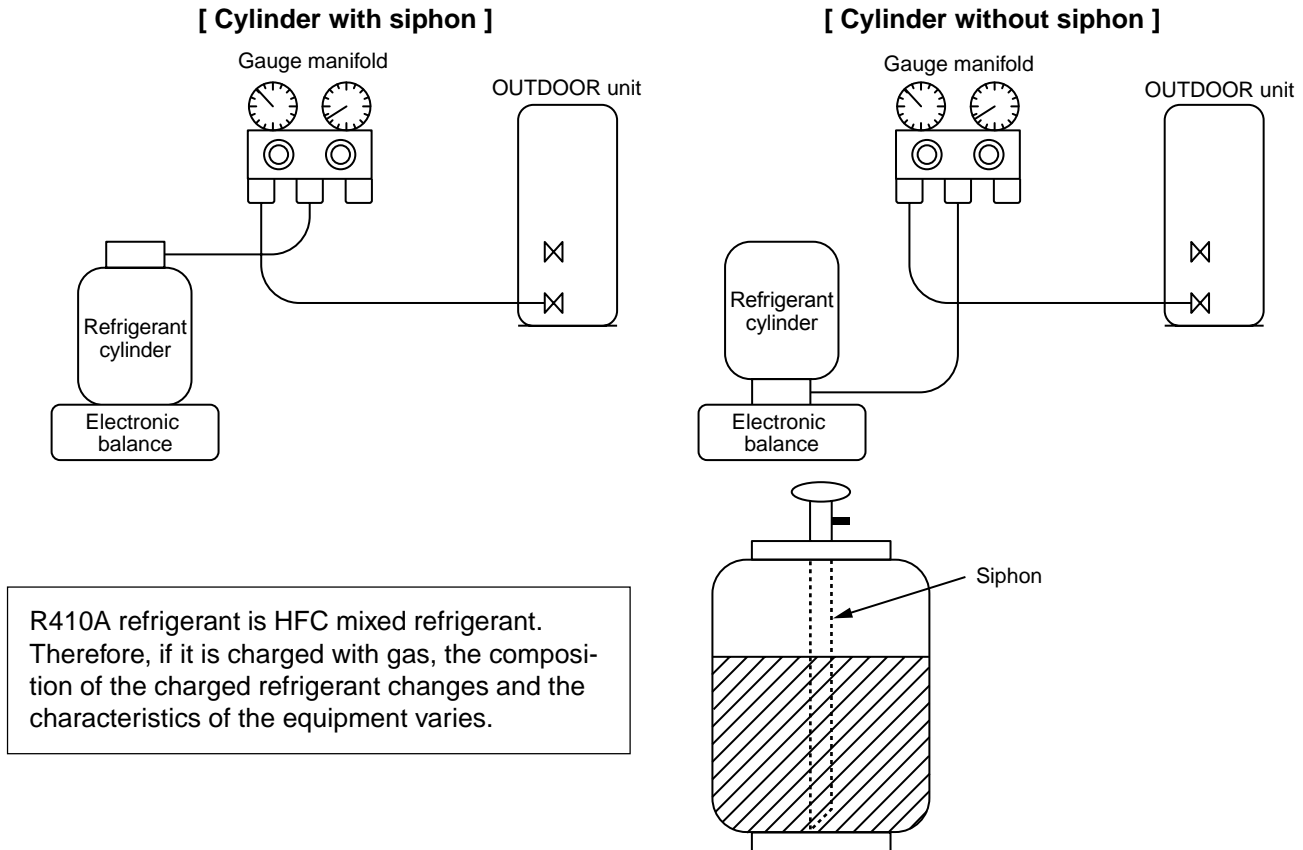 [ Cylinder with siphon ]
Gauge manifold
OUTDOOR unit
Refrigerant
cylinder
Electronic
balance
[ Cylinder without siphon ]
Gauge manifold
OUTDOOR unit
Refrigerant
cylinder
Electronic
balance
Siphon
R410A refrigerant is HFC mixed refrigerant.
Therefore, if it is charged with gas, the composi-
tion of the charged refrigerant changes and the
characteristics of the equipment varies.